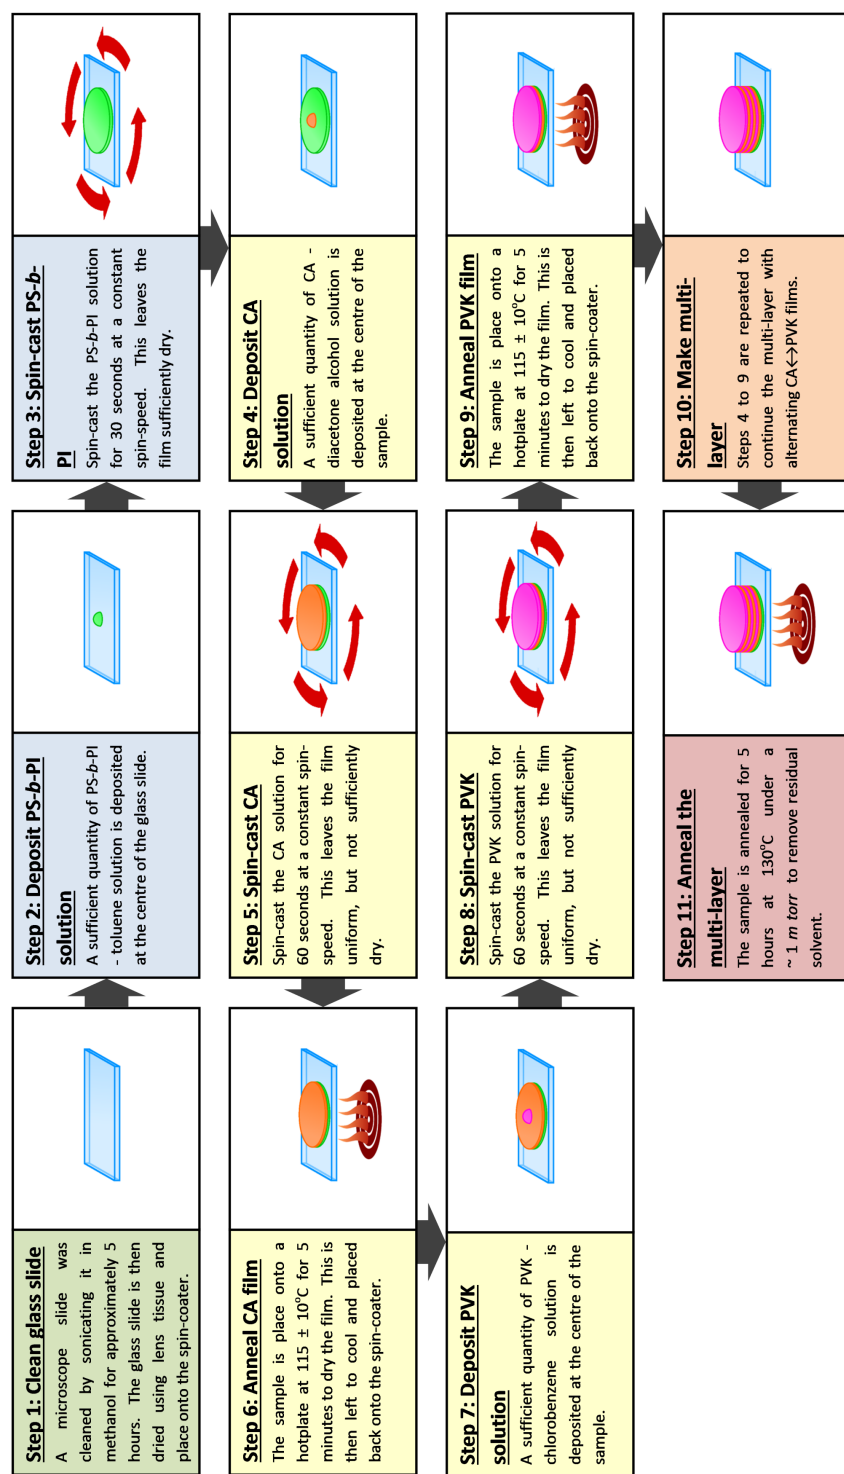 Step 1: Clean glass slide
A microscope slide was
cleaned by sonicating it in
methanol for approximately 5
hours. The glass slide is then
dried using lens tissue and
place onto the spin-coater.
Step 2: Deposit PS-b-PI
solution
A sufficient quantity of PS-b-PI
- toluene solution is deposited
at the centre of the glass slide.
Step 3: Spin-cast PS-b-
PI
Spin-cast the PS-b-PI solution
for 30 seconds at a constant
spin-speed. This leaves the
film sufficiently dry.
Step 4: Deposit CA
solution
A sufficient quantity of CA -
diacetone alcohol solution is
deposited at the centre of the
sample.
Step 5: Spin-cast CA
Spin-cast the CA solution for
60 seconds at a constant spin-
speed. This leaves the film
uniform, but not sufficiently
dry.
Step 6: Anneal CA film
The sample is place onto a
hotplate at 115 ± 10°C for 5
minutes to dry the film. This is
then left to cool and placed
back onto the spin-coater.
Step 7: Deposit PVK
solution
A sufficient quantity of PVK -
chlorobenzene solution is
deposited at the centre of the
sample.
Step 8: Spin-cast PVK
Spin-cast the PVK solution for
60 seconds at a constant spin-
speed. This leaves the film
uniform, but not sufficiently
dry.
Step 9: Anneal PVK film
The sample is place onto a
hotplate at 115 ± 10°C for 5
minutes to dry the film. This is
then left to cool and placed
back onto the spin-coater.
Step 10: Make multi-
layer
Steps 4 to 9 are repeated to
continue the multi-layer with
alternating CA↔PVK films.
Step 11: Anneal the
multi-layer
The sample is annealed for 5
hours at 130°C under a
~ 1 m torr to remove residual
solvent.